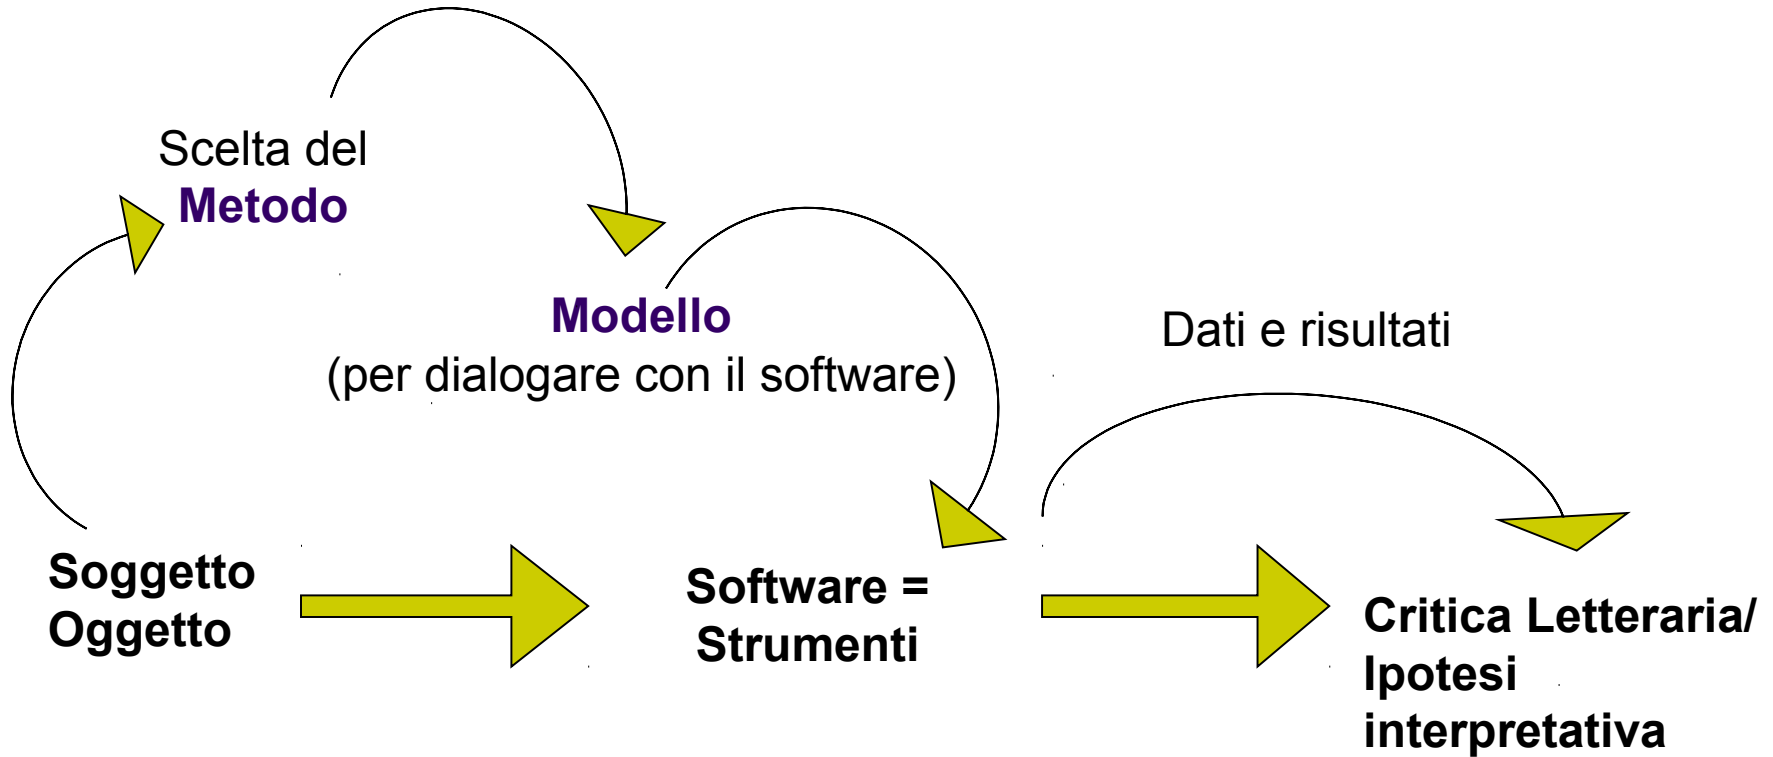 Scelta del
Metodo
Modello
(per dialogare con il software)
Dati e risultati
Soggetto
Oggetto
Software =
Strumenti
Critica Letteraria/
Ipotesi
interpretativa